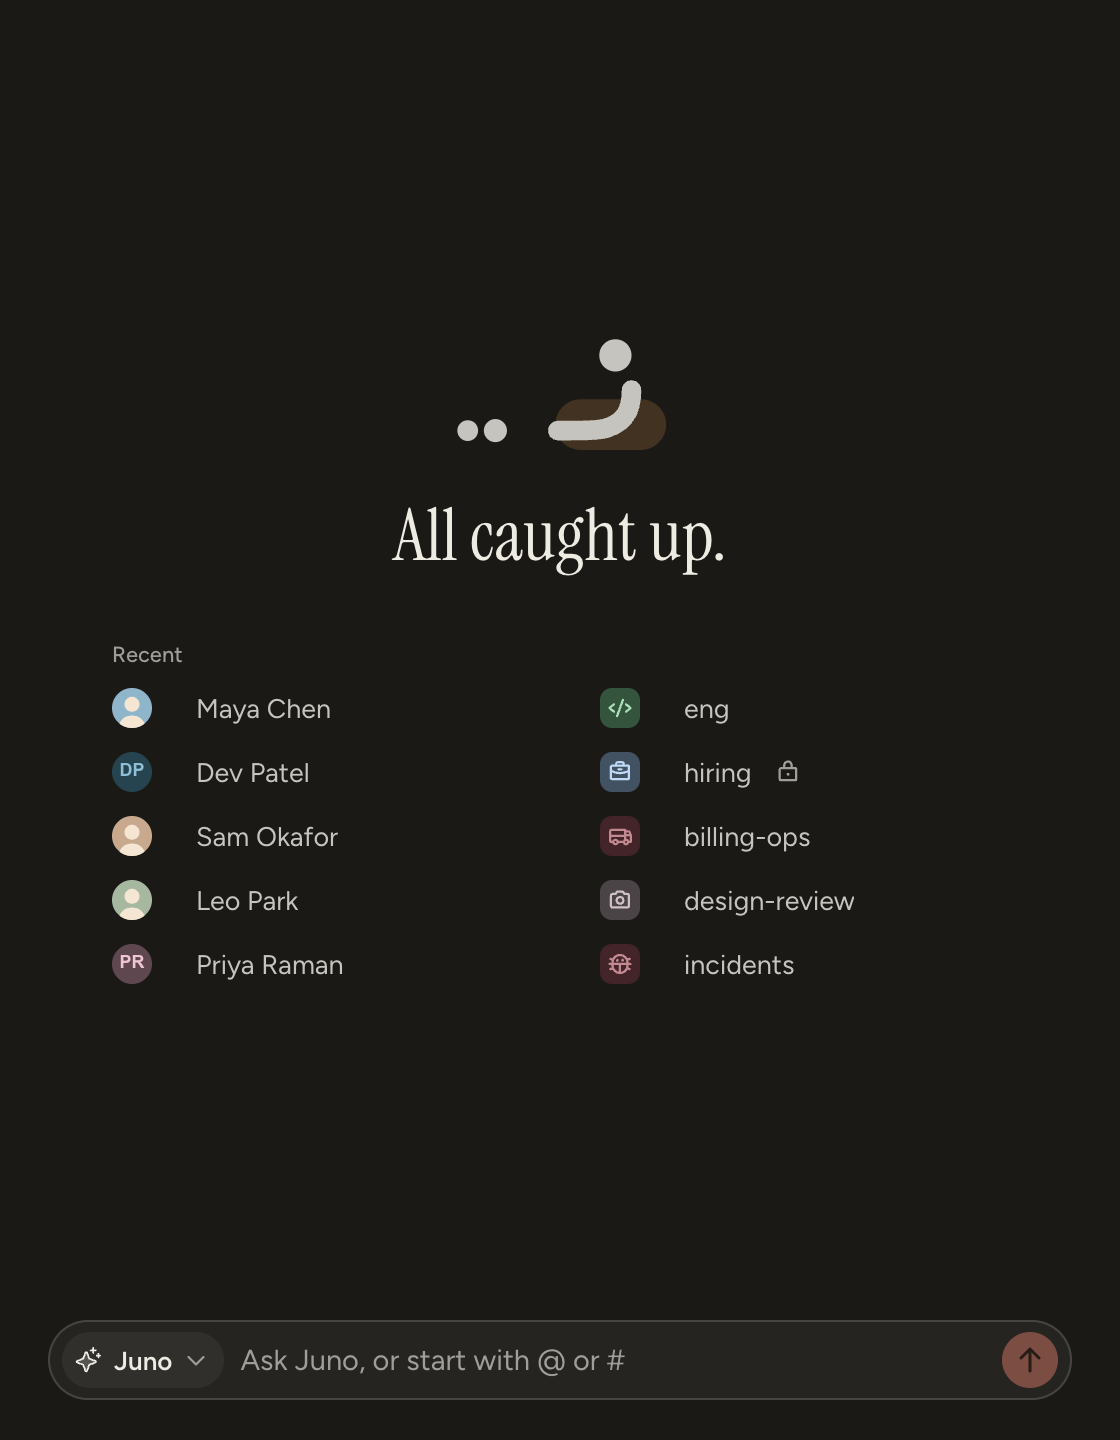 All caught up.
Recent
Maya Chen
DP Dev Patel
Sam Okafor
Leo Park
PR Priya Raman
eng
hiring
billing-ops
design-review
incidents
Juno Ask Juno, or start with @ or #